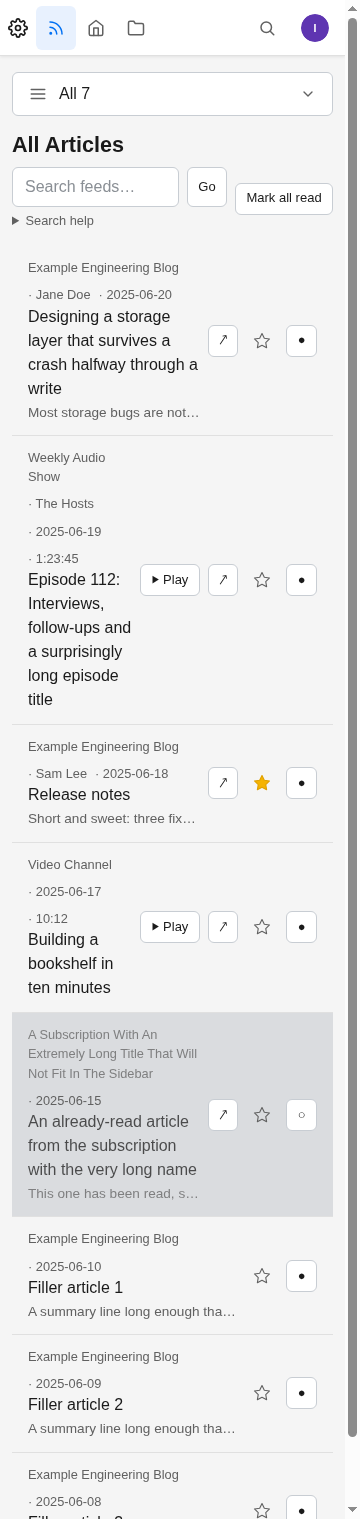 I
All 7
All Articles
Search feeds…
Go
Mark all read
Search help
Example Engineering Blog
· Jane Doe · 2025-06-20
Designing a storage
layer that survives a
crash halfway through a
write
Most storage bugs are not…
Weekly Audio
Show
· The Hosts
· 2025-06-19
· 1:23:45
Episode 112:
Interviews,
follow-ups and
a surprisingly
long episode
title
Play
Example Engineering Blog
· Sam Lee · 2025-06-18
Release notes
Short and sweet: three fix…
Video Channel
· 2025-06-17
· 10:12
Building a
bookshelf in
ten minutes
Play
A Subscription With An
Extremely Long Title That Will
Not Fit In The Sidebar
· 2025-06-15
An already-read article
from the subscription
with the very long name
This one has been read, s…
Example Engineering Blog
· 2025-06-10
Filler article 1
A summary line long enough tha…
Example Engineering Blog
· 2025-06-09
Filler article 2
A summary line long enough tha…
Example Engineering Blog
· 2025-06-08